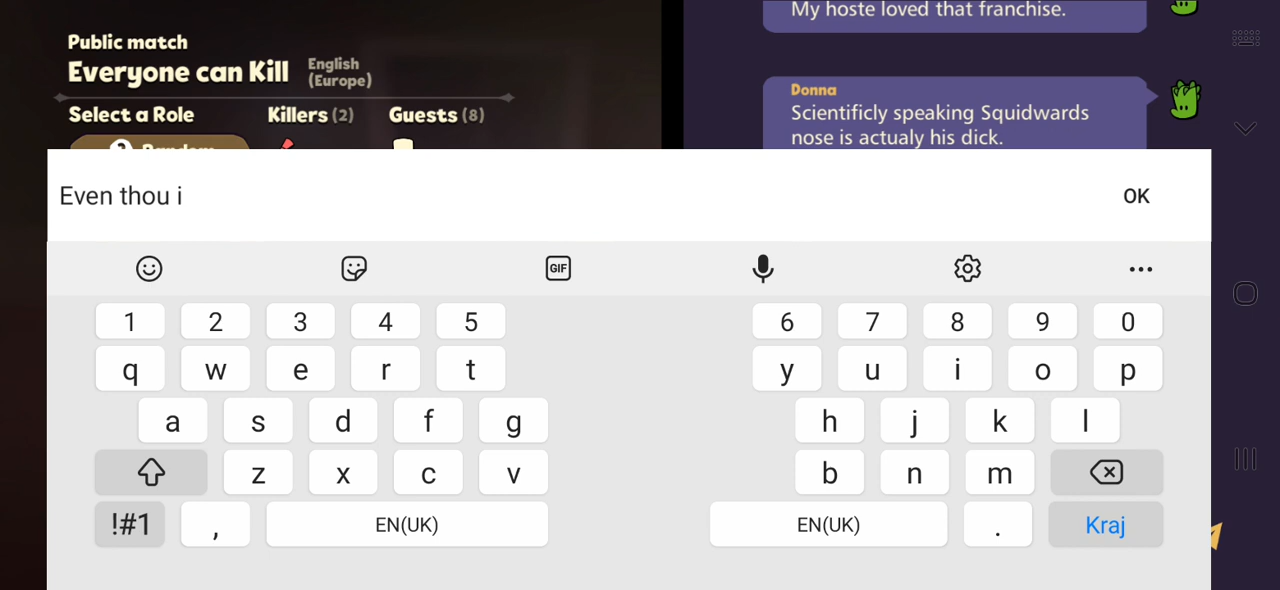 Public match
Everyone can Kill
English
(Europe)
Select a Role
Killers (2)
Guests (8)
Random
My hoste loved that franchise.
Donna
Scientificly speaking Squidwards
nose is actualy his dick.
Even thou i
OK
GIF
1 2 3 4 5 6 7 8 9 0
q w e r t y u i o p
a s d f g h j k l
z x c v b n m
!#1 , EN(UK) EN(UK) . Kraj